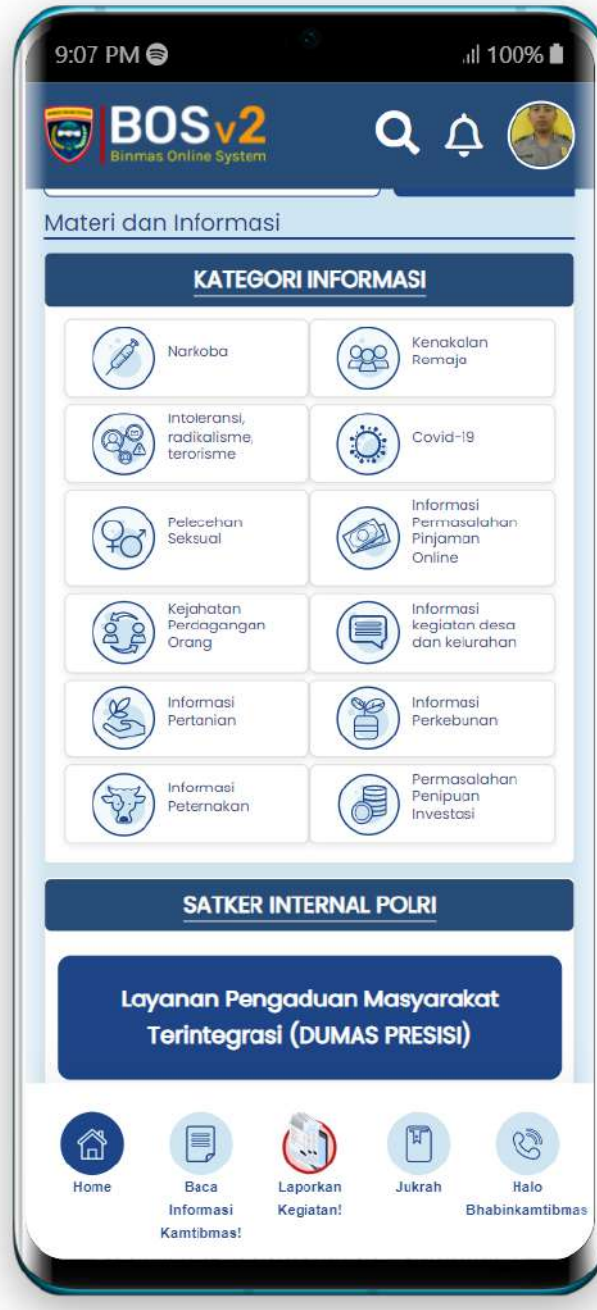 9:07 PM
100%
BOSv2
Binmas Online System
Materi dan Informasi
KATEGORI INFORMASI
Narkoba
Kenakalan
Remaja
Intoleransi,
radikalisme,
terorisme
Covid-19
Pelecehan
Seksual
Informasi
Permasalahan
Pinjaman
Online
Kejahatan
Perdagangan
Orang
Informasi
kegiatan desa
dan kelurahan
Informasi
Pertanian
Informasi
Perkebunan
Informasi
Peternakan
Permasalahan
Penipuan
Investasi
SATKER INTERNAL POLRI
Layanan Pengaduan Masyarakat
Terintegrasi (DUMAS PRESISI)
Home
Baca
Informasi
Kamtibmas!
Laporkan
Kegiatan!
Jukrah
Halo
Bhabinkamtibmas